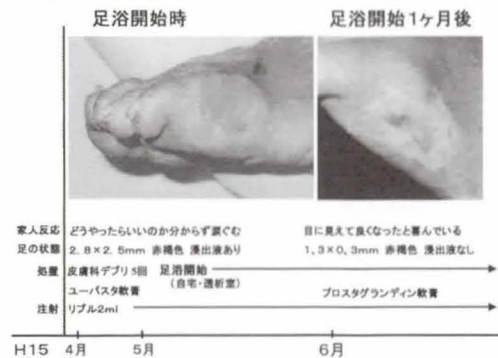 足浴開始時 足浴開始1ヶ月後
家人反応 どうやったらいいのか分からず涙ぐむ 目に見えて良くなったと喜んでいる
足の状態 2.8×2.5mm 赤褐色 浸出液あり 1,3×0,3mm 赤褐色 浸出液なし
処置 皮膚科デブリ5回 足浴開始
(自宅・透析室)
ユーパスタ軟膏 プロスタグランディン軟膏
注射 リプル2ml
H15 4月 5月 6月